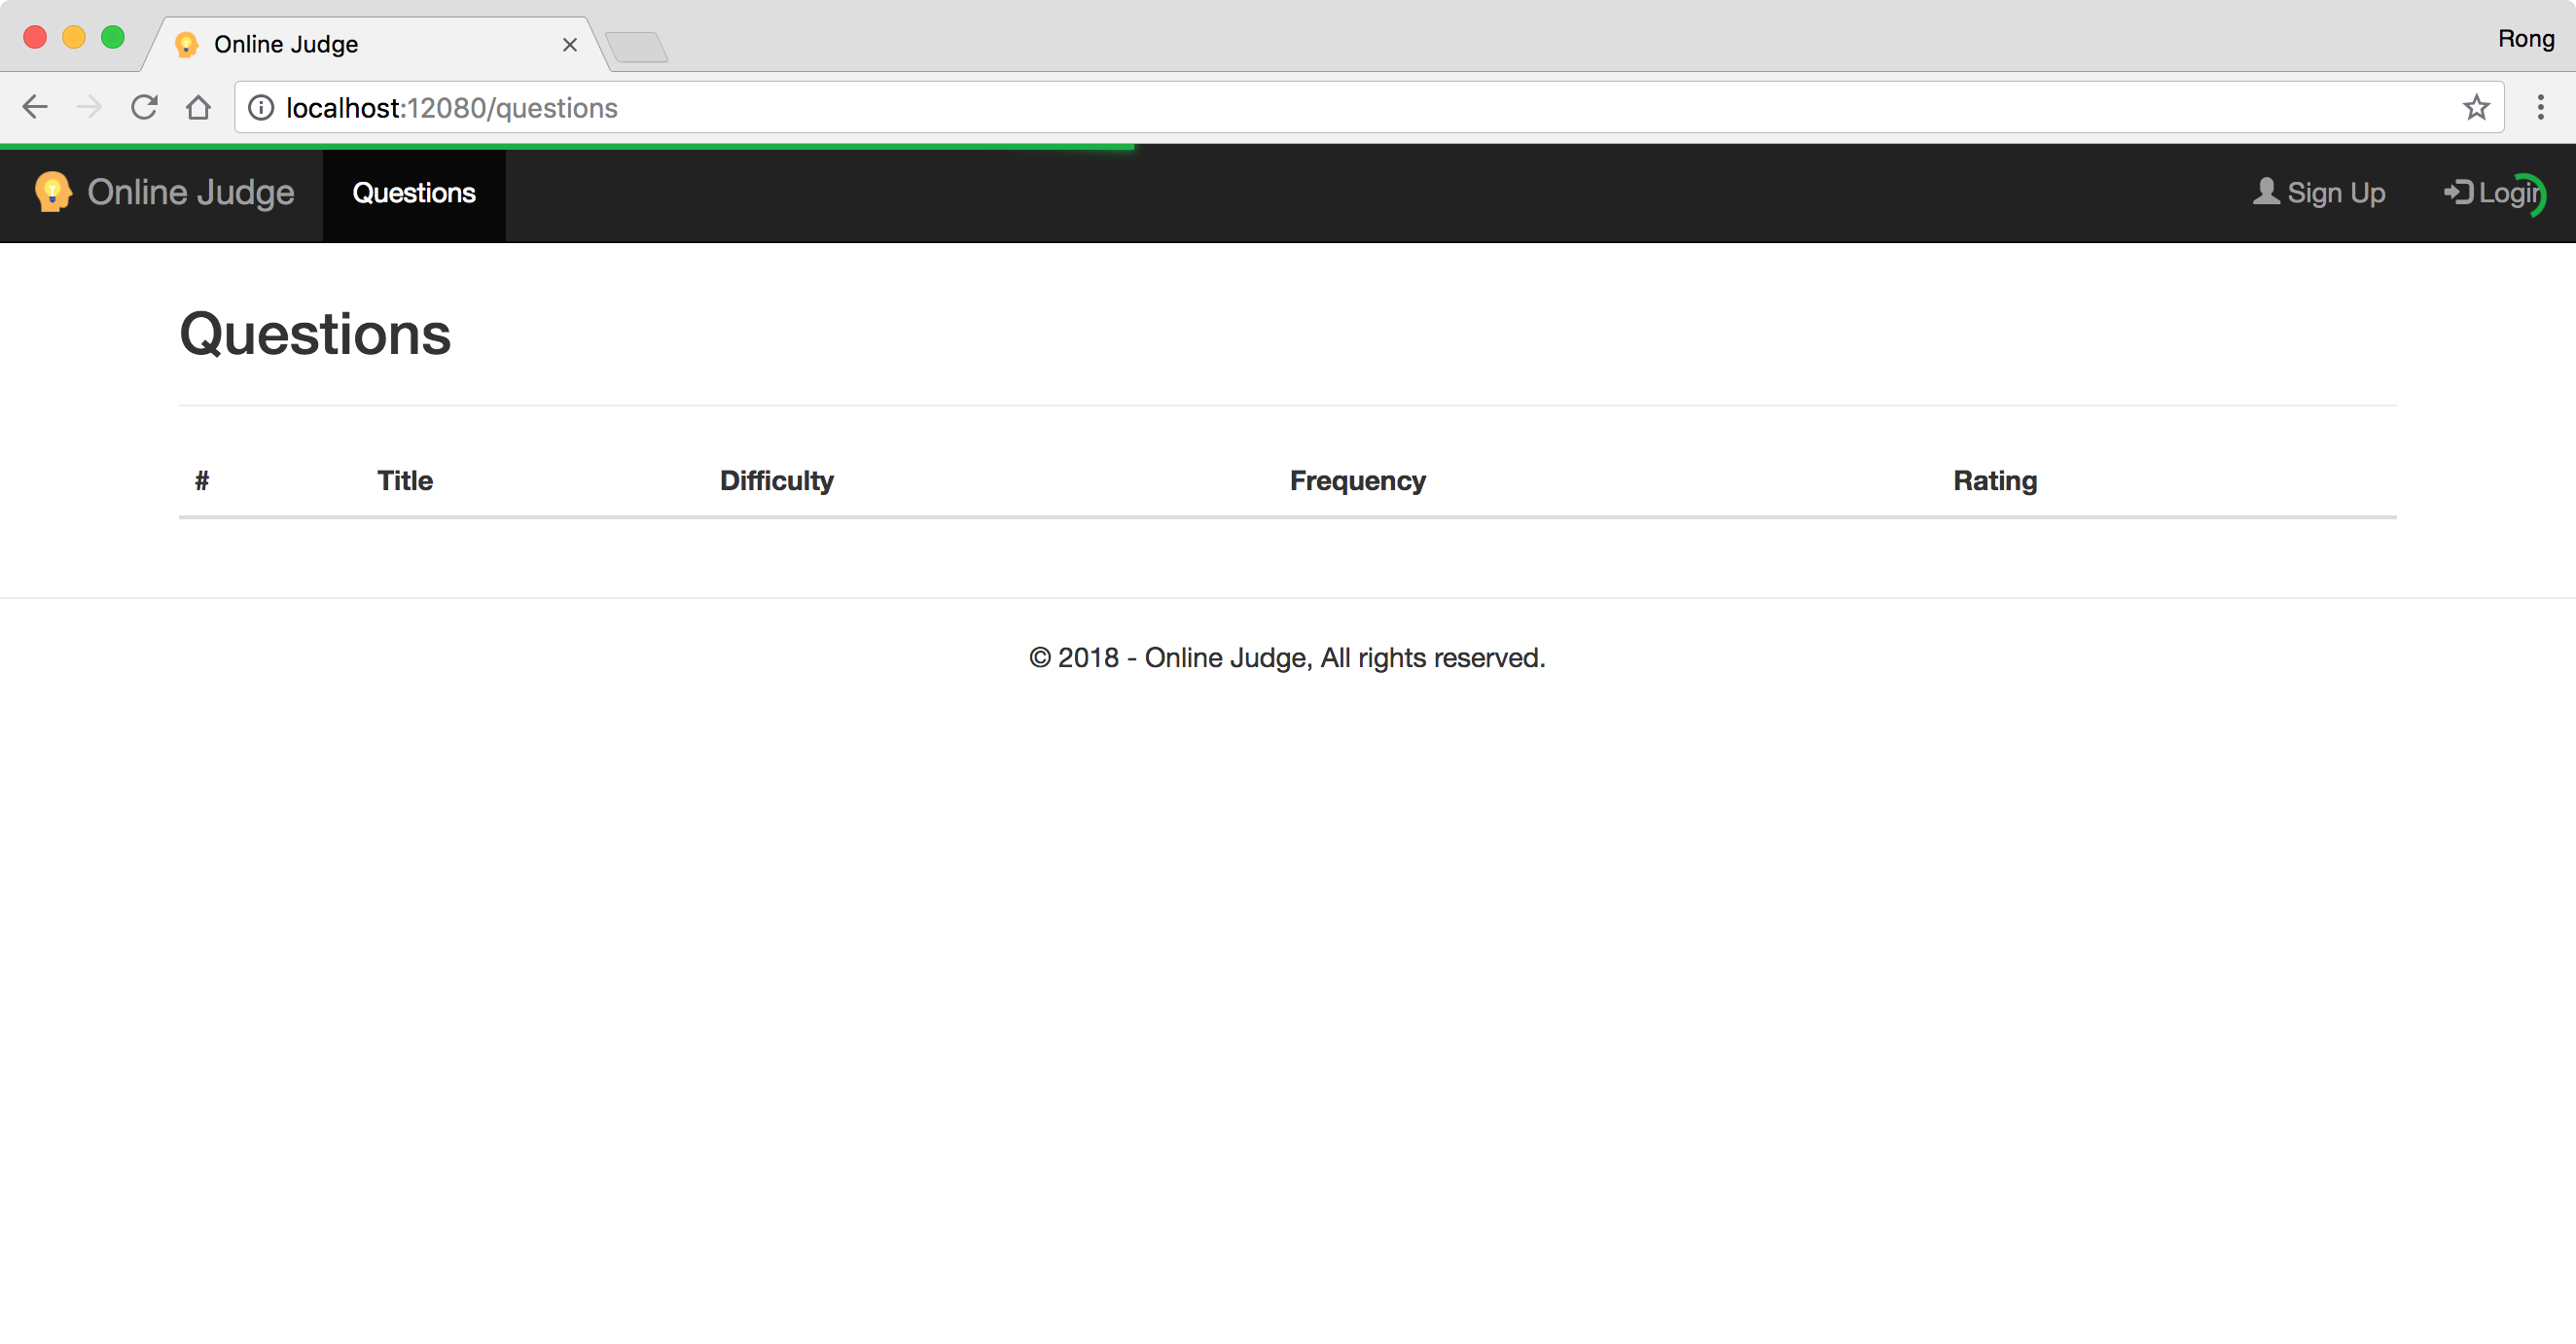 Online Judge
Rong
localhost:12080/questions
Online Judge Questions Sign Up Login
Questions
# Title Difficulty Frequency Rating
© 2018 - Online Judge, All rights reserved.